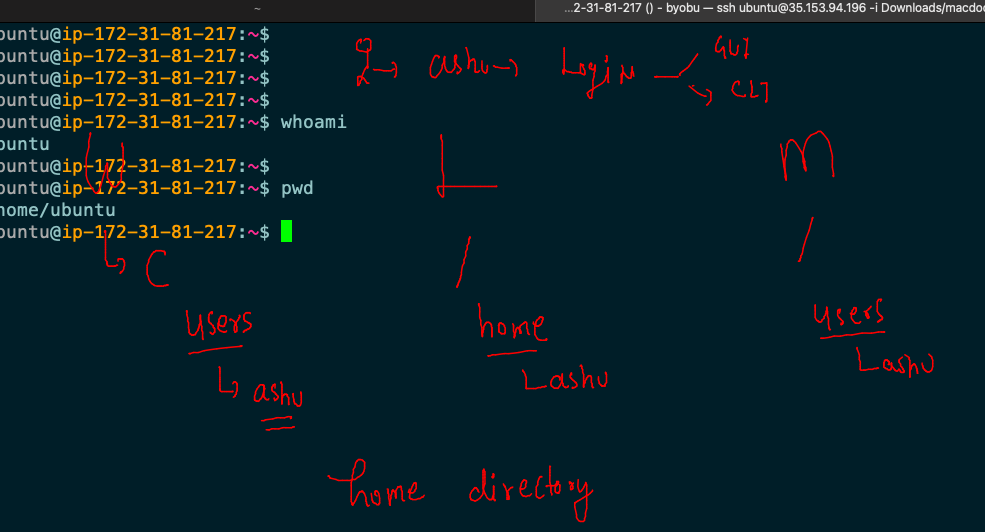 ~
...2-31-81-217 () - byobu — ssh ubuntu@35.153.94.196 -i Downloads/macdoc
buntu@ip-172-31-81-217:~$
buntu@ip-172-31-81-217:~$
buntu@ip-172-31-81-217:~$
buntu@ip-172-31-81-217:~$
buntu@ip-172-31-81-217:~$ whoami
buntu
buntu@ip-172-31-81-217:~$
buntu@ip-172-31-81-217:~$ pwd
home/ubuntu
buntu@ip-172-31-81-217:~$
ashu → Login
GUI
CLI
W L M
C / /
users home users
ashu ashu ashu
home directory